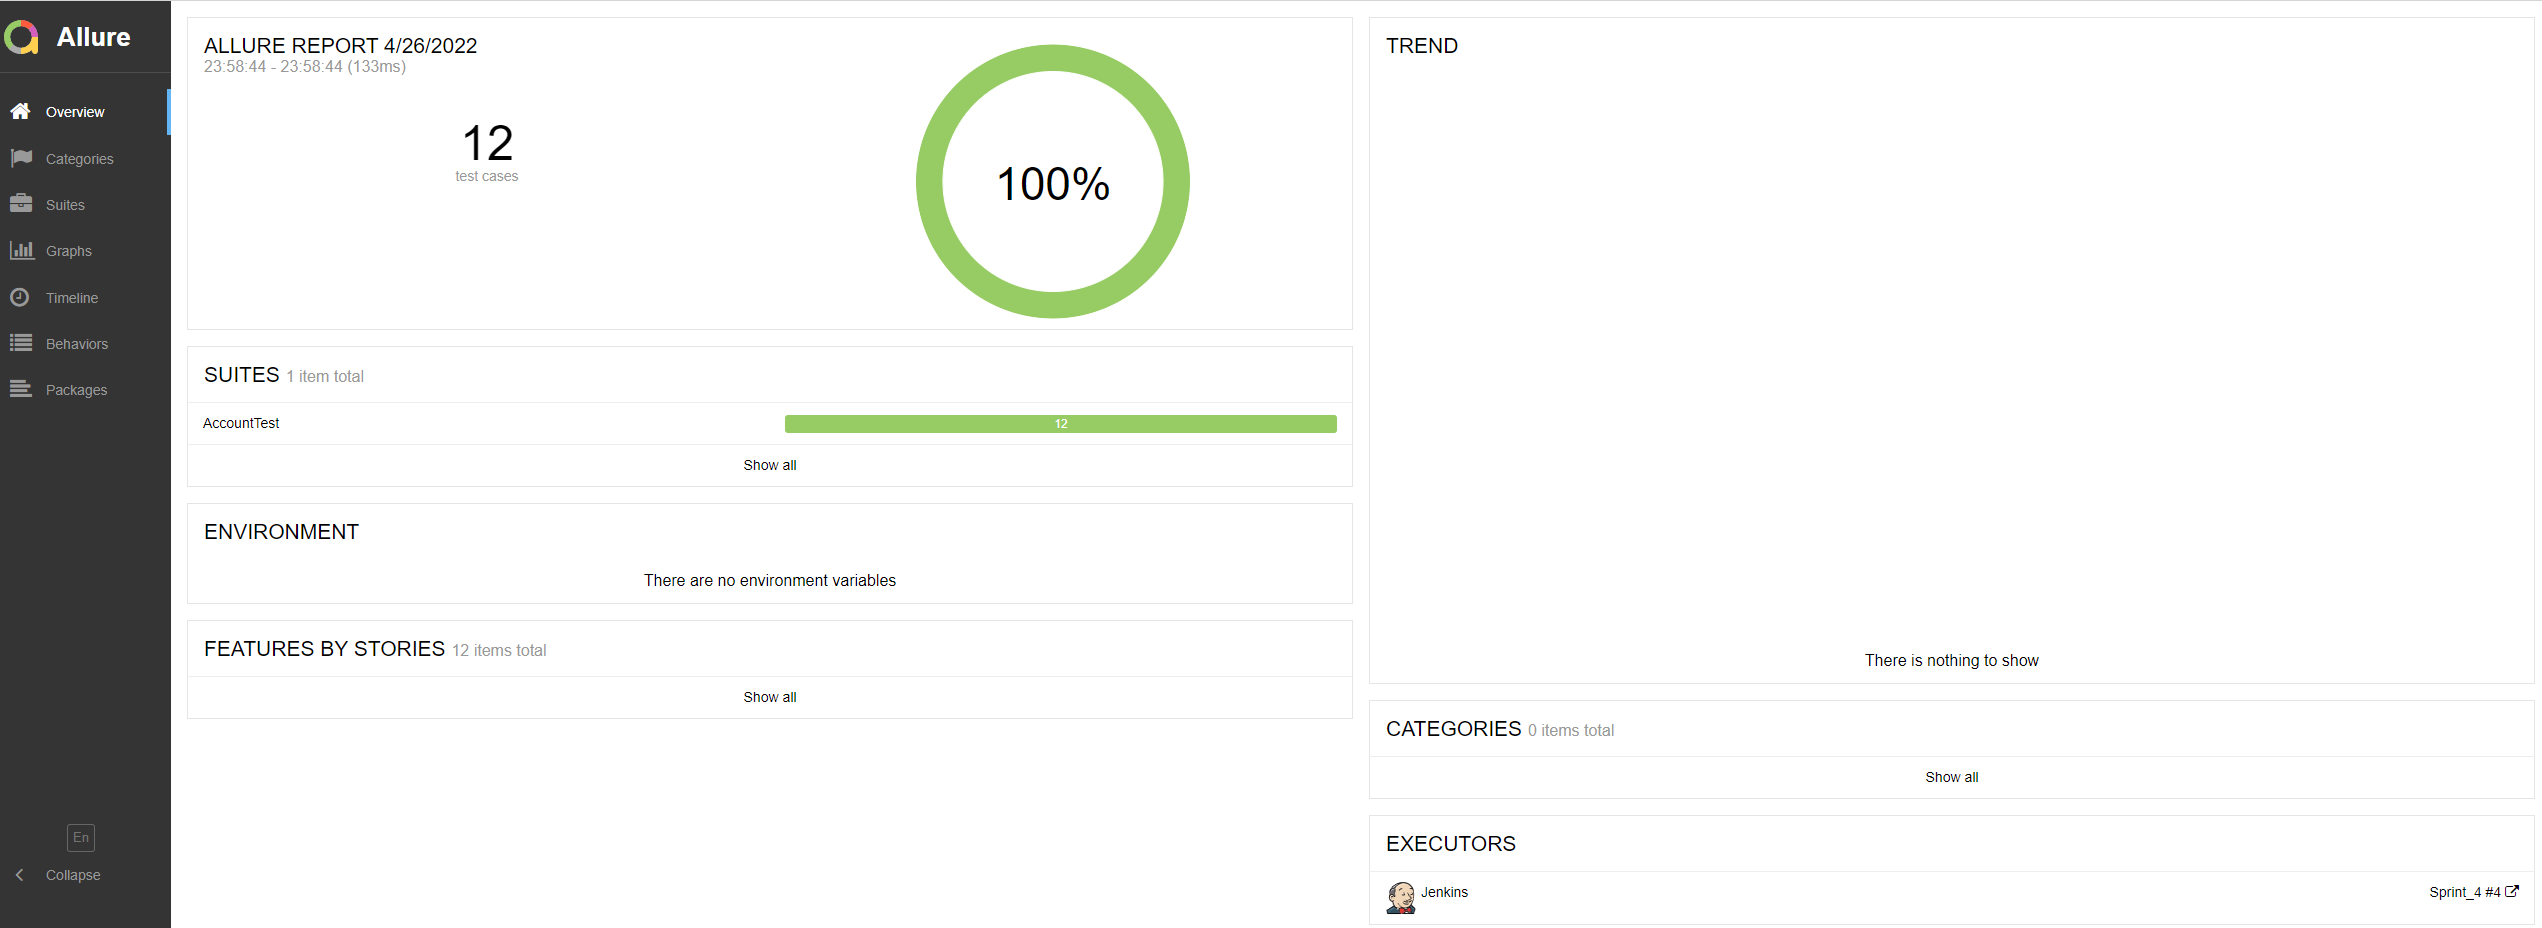 Allure
Overview
Categories
Suites
Graphs
Timeline
Behaviors
Packages
En
Collapse
ALLURE REPORT 4/26/2022
23:58:44 - 23:58:44 (133ms)
12
test cases
100%
SUITES 1 item total
AccountTest 12
Show all
ENVIRONMENT
There are no environment variables
FEATURES BY STORIES 12 items total
Show all
TREND
There is nothing to show
CATEGORIES 0 items total
Show all
EXECUTORS
Jenkins Sprint_4 #4